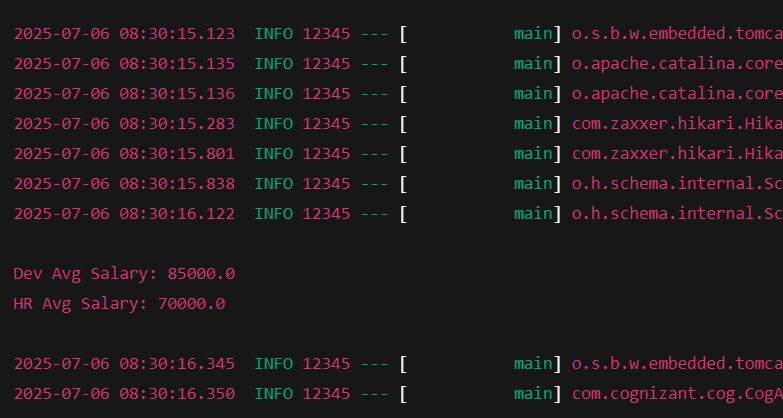 2025-07-06 08:30:15.123  INFO 12345 --- [           main] o.s.b.w.embedded.tomca
2025-07-06 08:30:15.135  INFO 12345 --- [           main] o.apache.catalina.core
2025-07-06 08:30:15.136  INFO 12345 --- [           main] o.apache.catalina.core
2025-07-06 08:30:15.283  INFO 12345 --- [           main] com.zaxxer.hikari.Hika
2025-07-06 08:30:15.801  INFO 12345 --- [           main] com.zaxxer.hikari.Hika
2025-07-06 08:30:15.838  INFO 12345 --- [           main] o.h.schema.internal.Sc
2025-07-06 08:30:16.122  INFO 12345 --- [           main] o.h.schema.internal.Sc
Dev Avg Salary: 85000.0
HR Avg Salary: 70000.0
2025-07-06 08:30:16.345  INFO 12345 --- [           main] o.s.b.w.embedded.tomca
2025-07-06 08:30:16.350  INFO 12345 --- [           main] com.cognizant.cog.CogA